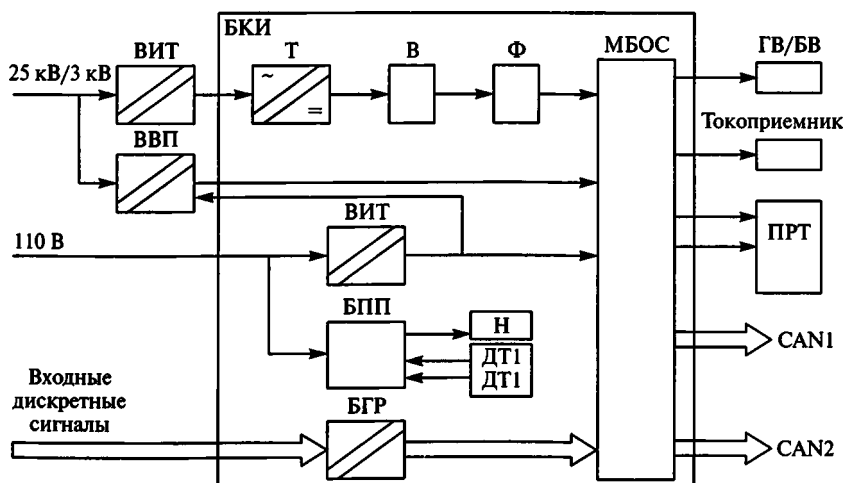 БКИ
ВИТ
Т
В
Ф
МБОС
ГВ/БВ
25 кВ/3 кВ
~
=
Токоприемник
ВВП
ВИТ
ПРТ
110 В
БПП
Н
ДТ1
ДТ1
CAN1
Входные
дискретные
сигналы
БГР
CAN2